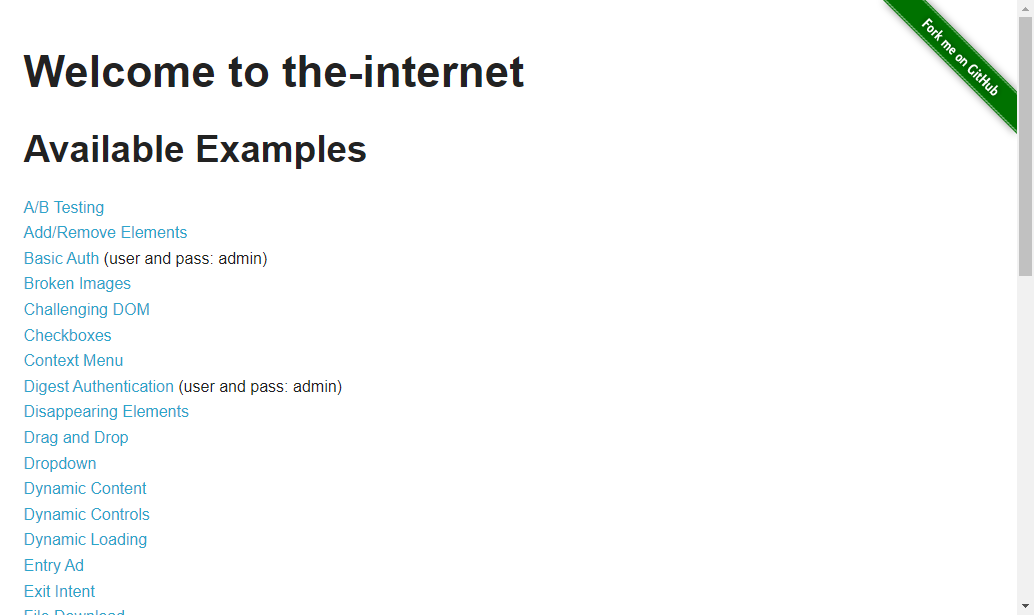 Fork me on GitHub
Welcome to the-internet
Available Examples
A/B Testing
Add/Remove Elements
Basic Auth (user and pass: admin)
Broken Images
Challenging DOM
Checkboxes
Context Menu
Digest Authentication (user and pass: admin)
Disappearing Elements
Drag and Drop
Dropdown
Dynamic Content
Dynamic Controls
Dynamic Loading
Entry Ad
Exit Intent
File Download